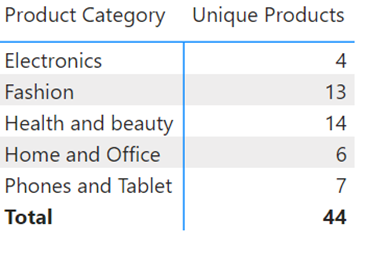 Product Category Unique Products
Electronics 4
Fashion 13
Health and beauty 14
Home and Office 6
Phones and Tablet 7
Total 44